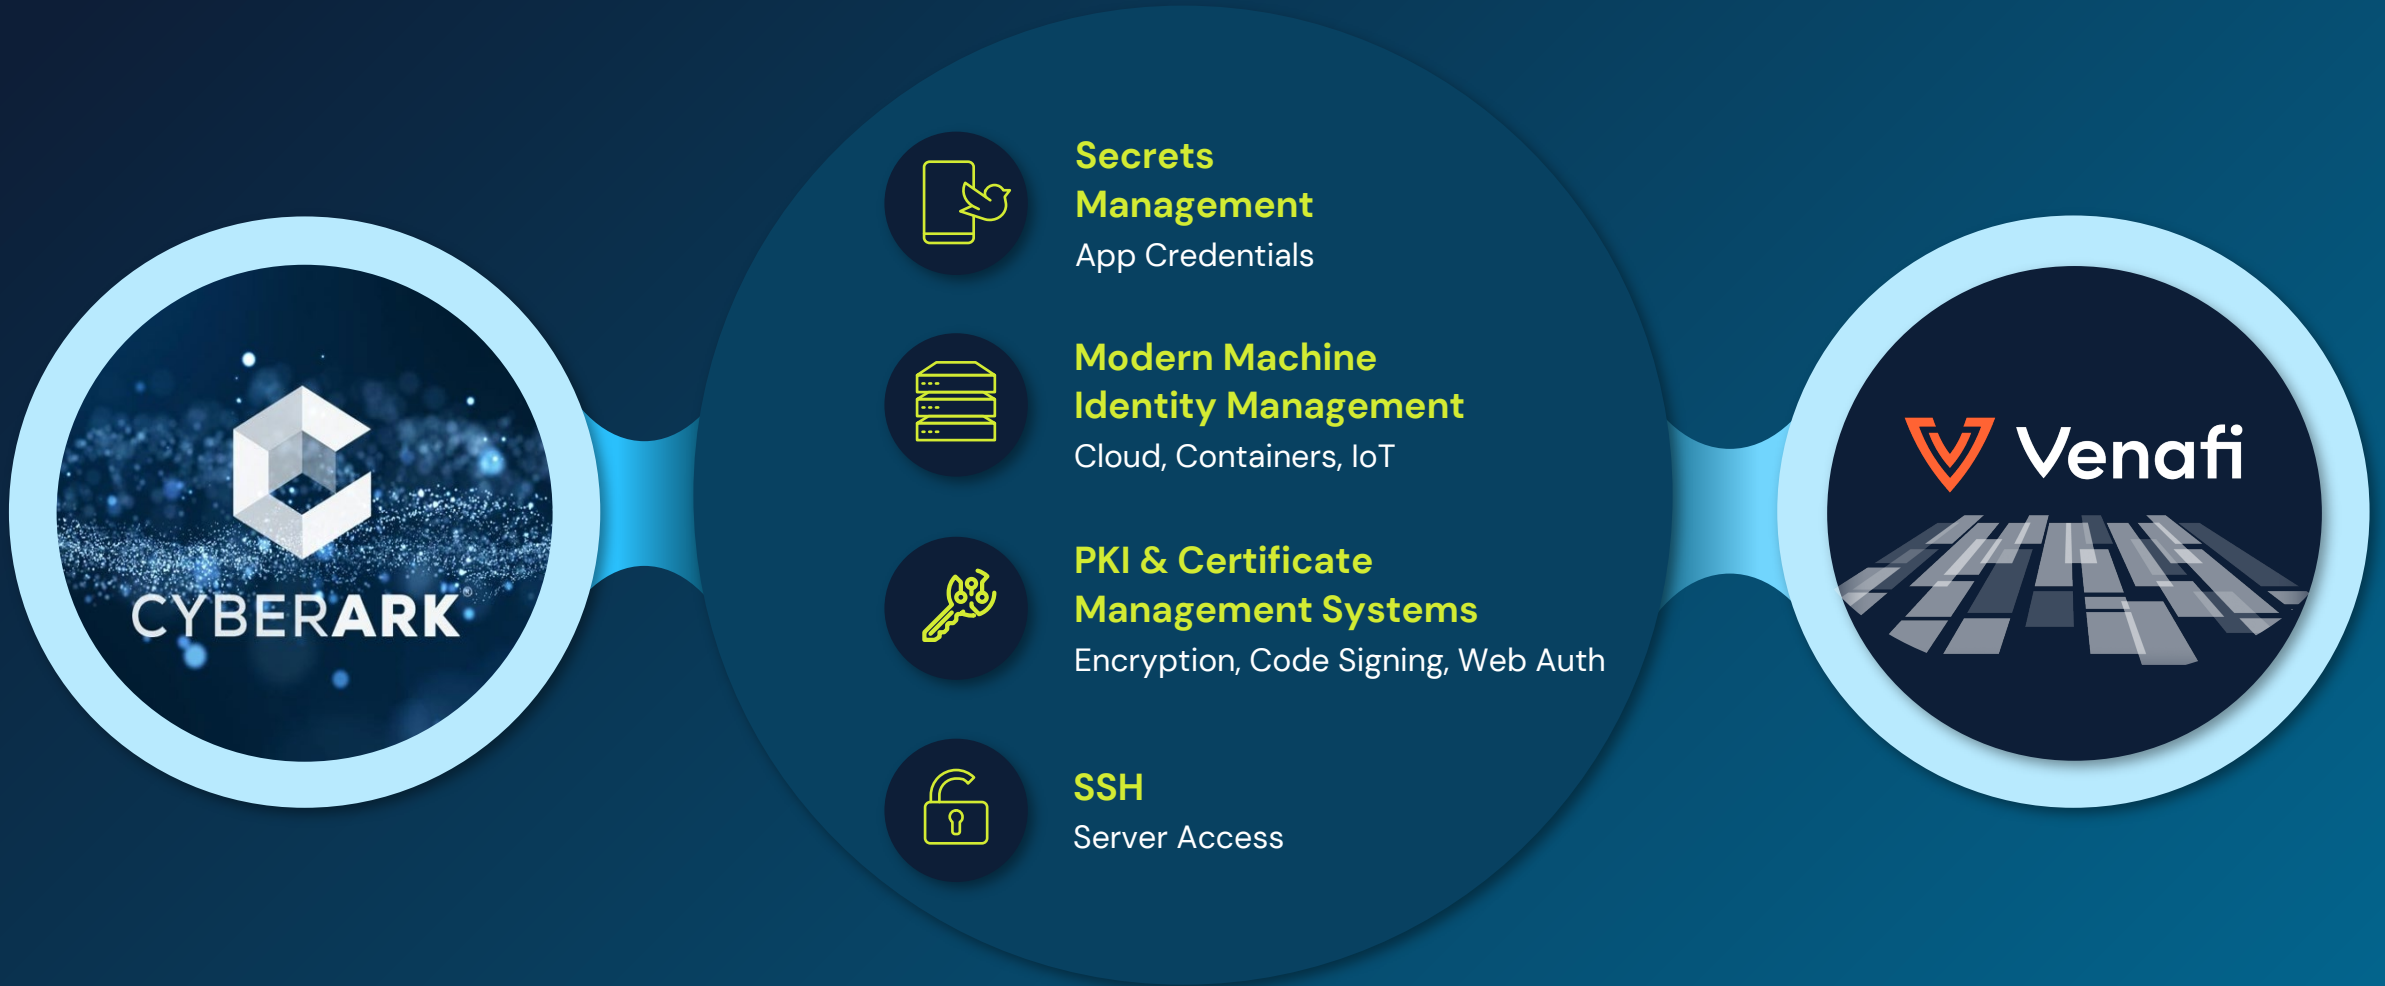 CYBERARK®
Secrets
Management
App Credentials
Modern Machine
Identity Management
Cloud, Containers, IoT
PKI & Certificate
Management Systems
Encryption, Code Signing, Web Auth
SSH
Server Access
Venafi